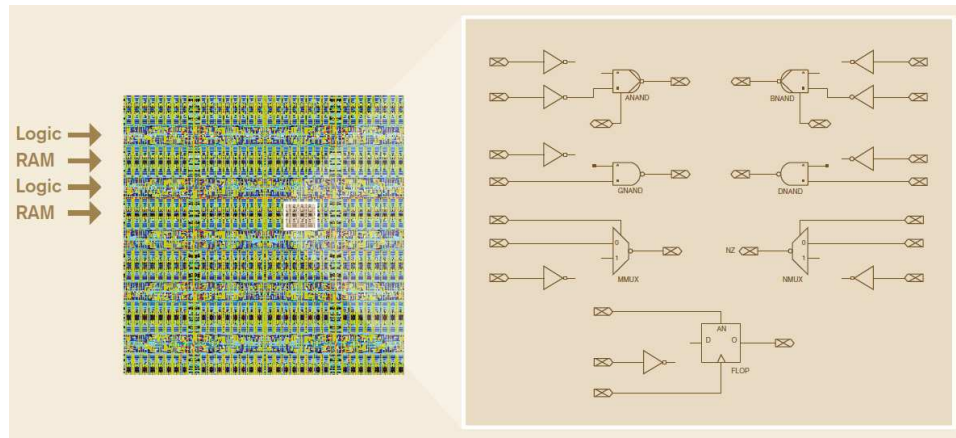 Logic
RAM
Logic
RAM
ANAND
BNAND
GNAND
DNAND
0
1
MMUX
NZ
0
1
NMUX
AN
D
O
FLOP